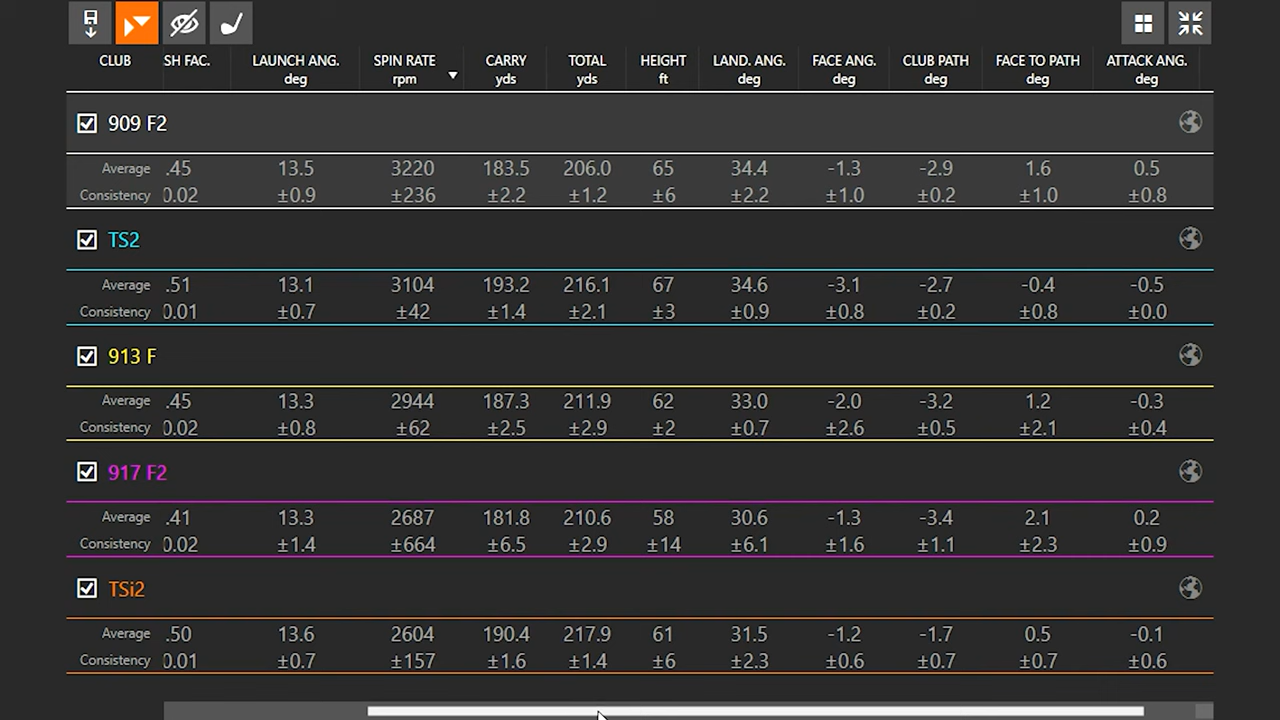 CLUB SH FAC. LAUNCH ANG. SPIN RATE CARRY TOTAL HEIGHT LAND. ANG. FACE ANG. CLUB PATH FACE TO PATH ATTACK ANG.
deg rpm yds yds ft deg deg deg deg deg
909 F2
Average .45 13.5 3220 183.5 206.0 65 34.4 -1.3 -2.9 1.6 0.5
Consistency 0.02 ±0.9 ±236 ±2.2 ±1.2 ±6 ±2.2 ±1.0 ±0.2 ±1.0 ±0.8
TS2
Average .51 13.1 3104 193.2 216.1 67 34.6 -3.1 -2.7 -0.4 -0.5
Consistency 0.01 ±0.7 ±42 ±1.4 ±2.1 ±3 ±0.9 ±0.8 ±0.2 ±0.8 ±0.0
913 F
Average .45 13.3 2944 187.3 211.9 62 33.0 -2.0 -3.2 1.2 -0.3
Consistency 0.02 ±0.8 ±62 ±2.5 ±2.9 ±2 ±0.7 ±2.6 ±0.5 ±2.1 ±0.4
917 F2
Average .41 13.3 2687 181.8 210.6 58 30.6 -1.3 -3.4 2.1 0.2
Consistency 0.02 ±1.4 ±664 ±6.5 ±2.9 ±14 ±6.1 ±1.6 ±1.1 ±2.3 ±0.9
TSi2
Average .50 13.6 2604 190.4 217.9 61 31.5 -1.2 -1.7 0.5 -0.1
Consistency 0.01 ±0.7 ±157 ±1.6 ±1.4 ±6 ±2.3 ±0.6 ±0.7 ±0.7 ±0.6